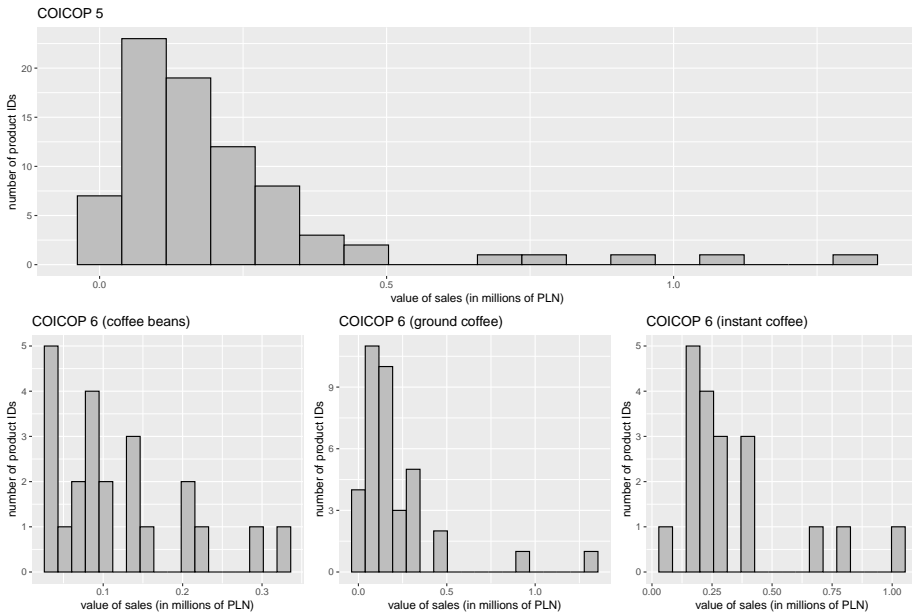 COICOP 5
number of product IDs
20
15
10
5
0
0.0 0.5 1.0
value of sales (in millions of PLN)
COICOP 6 (coffee beans)
number of product IDs
5
4
3
2
1
0
0.1 0.2 0.3
value of sales (in millions of PLN)
COICOP 6 (ground coffee)
number of product IDs
9
6
3
0
0.0 0.5 1.0
value of sales (in millions of PLN)
COICOP 6 (instant coffee)
number of product IDs
5
4
3
2
1
0
0.00 0.25 0.50 0.75 1.00
value of sales (in millions of PLN)